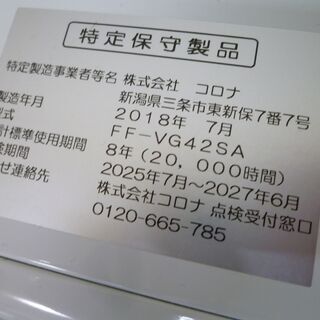 特定保守製品
特定製造事業者等名 株式会社 コロナ
新潟県三条市東新保7番7号
製造年月 2018年 7月
型式 FF-VG42SA
計標準使用期間 8年(20,000時間)
検期間 2025年7月~2027年6月
せ連絡先 株式会社コロナ 点検受付窓口
0120-665-785